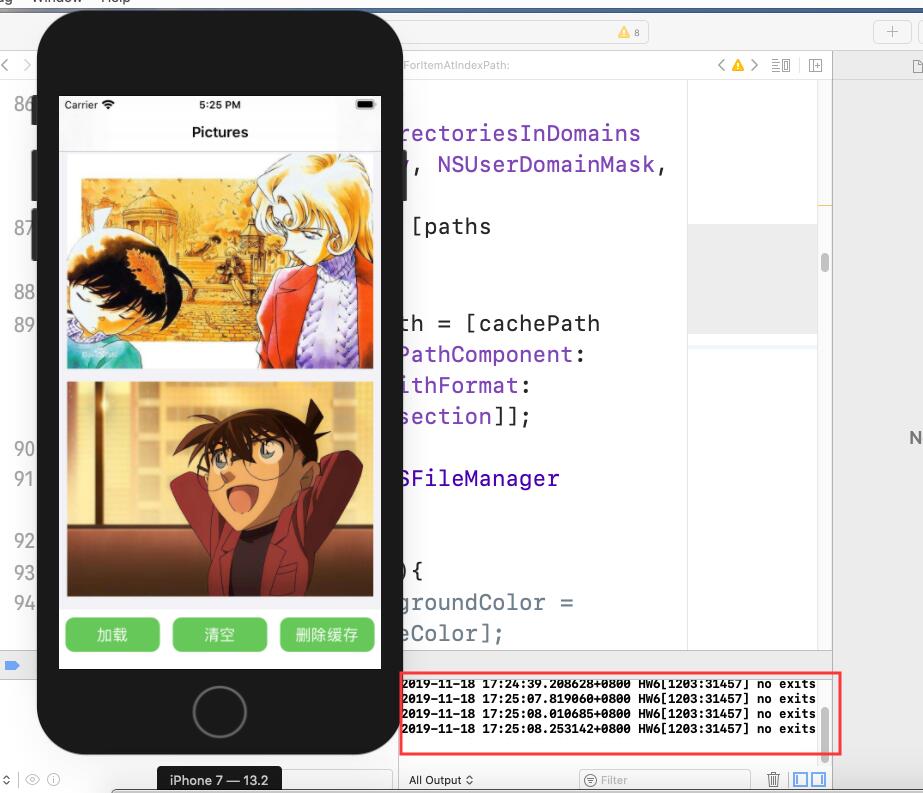 Window Help
8
Carrier
5:25 PM
ForItemAtIndexPath:
Pictures
86
rectoriesInDomains
, NSUserDomainMask,
87
[paths
88
89
th = [cachePath
PathComponent:
ithFormat:
section]];
90
91
SFileManager
92
93
){
94
groundColor =
eColor];
N
加载
清空
删除缓存
2019-11-18 17:24:39.208628+0800 HW6[1203:31457] no exits
2019-11-18 17:25:07.819060+0800 HW6[1203:31457] no exits
2019-11-18 17:25:08.010685+0800 HW6[1203:31457] no exits
2019-11-18 17:25:08.253142+0800 HW6[1203:31457] no exits
iPhone 7 — 13.2
All Output
Filter